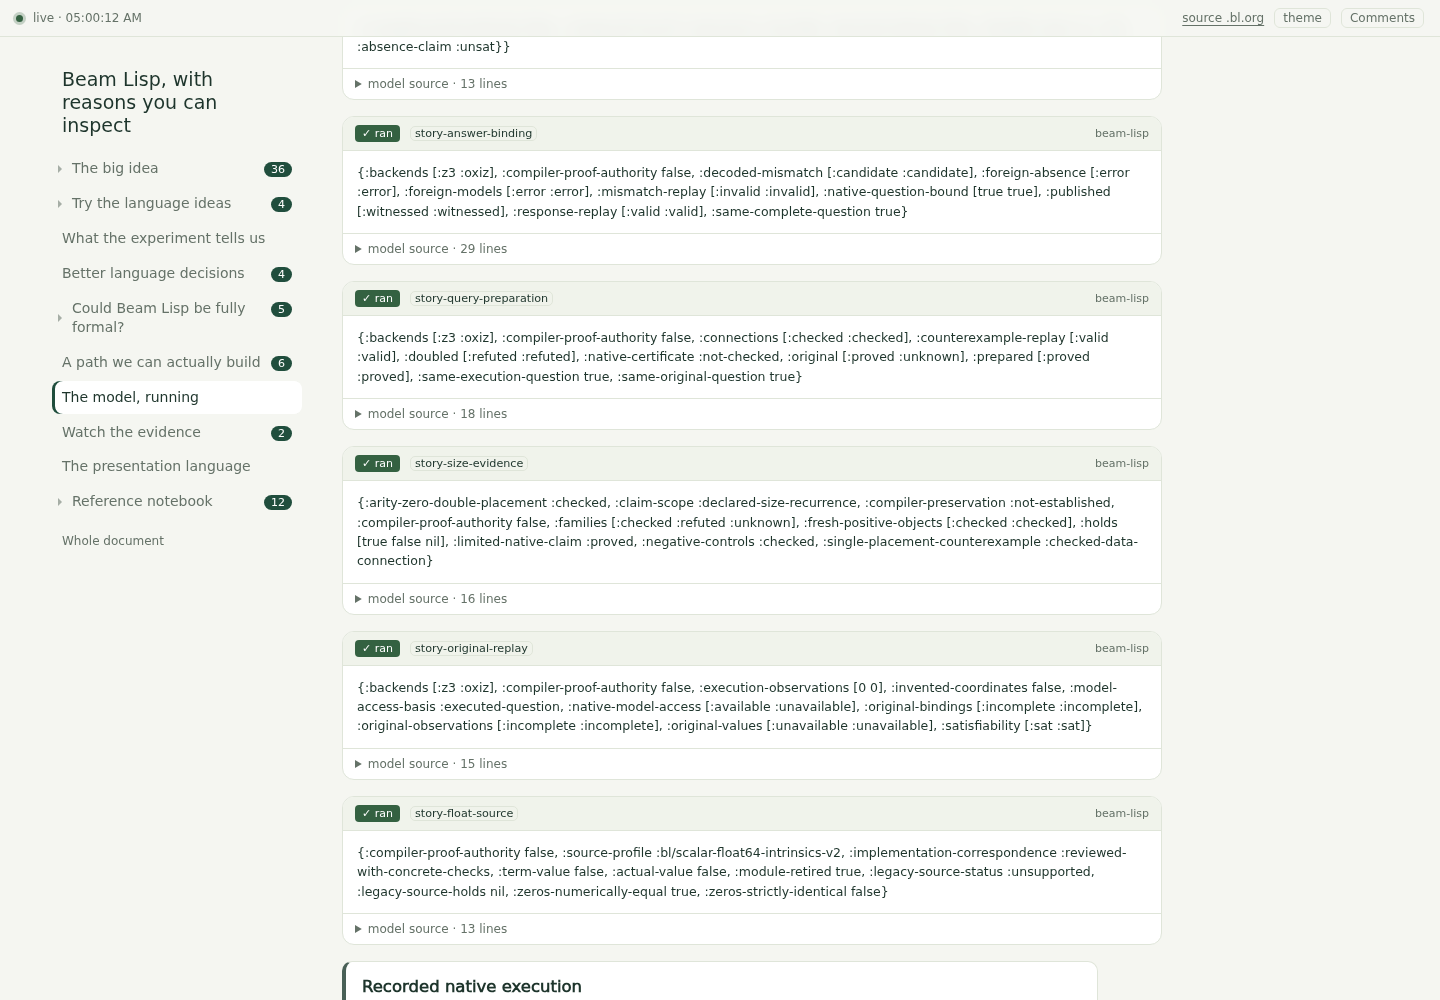 live · 05:00:12 AM
source .bl.org
theme
Comments
Beam Lisp, with
reasons you can
inspect
The big idea
36
Try the language ideas
4
What the experiment tells us
Better language decisions
4
Could Beam Lisp be fully
formal?
5
A path we can actually build
6
The model, running
Watch the evidence
2
The presentation language
Reference notebook
12
Whole document
:absence-claim :unsat}}
▶ model source · 13 lines
✓ ran story-answer-binding beam-lisp
{:backends [:z3 :oxiz], :compiler-proof-authority false, :decoded-mismatch [:candidate :candidate], :foreign-absence [:error
:error], :foreign-models [:error :error], :mismatch-replay [:invalid :invalid], :native-question-bound [true true], :published
[:witnessed :witnessed], :response-replay [:valid :valid], :same-complete-question true}
▶ model source · 29 lines
✓ ran story-query-preparation beam-lisp
{:backends [:z3 :oxiz], :compiler-proof-authority false, :connections [:checked :checked], :counterexample-replay [:valid
:valid], :doubled [:refuted :refuted], :native-certificate :not-checked, :original [:proved :unknown], :prepared [:proved
:proved], :same-execution-question true, :same-original-question true}
▶ model source · 18 lines
✓ ran story-size-evidence beam-lisp
{:arity-zero-double-placement :checked, :claim-scope :declared-size-recurrence, :compiler-preservation :not-established,
:compiler-proof-authority false, :families [:checked :refuted :unknown], :fresh-positive-objects [:checked :checked], :holds
[true false nil], :limited-native-claim :proved, :negative-controls :checked, :single-placement-counterexample :checked-data-
connection}
▶ model source · 16 lines
✓ ran story-original-replay beam-lisp
{:backends [:z3 :oxiz], :compiler-proof-authority false, :execution-observations [0 0], :invented-coordinates false, :model-
access-basis :executed-question, :native-model-access [:available :unavailable], :original-bindings [:incomplete :incomplete],
:original-observations [:incomplete :incomplete], :original-values [:unavailable :unavailable], :satisfiability [:sat :sat]}
▶ model source · 15 lines
✓ ran story-float-source beam-lisp
{:compiler-proof-authority false, :source-profile :bl/scalar-float64-intrinsics-v2, :implementation-correspondence :reviewed-
with-concrete-checks, :term-value false, :actual-value false, :module-retired true, :legacy-source-status :unsupported,
:legacy-source-holds nil, :zeros-numerically-equal true, :zeros-strictly-identical false}
▶ model source · 13 lines
Recorded native execution